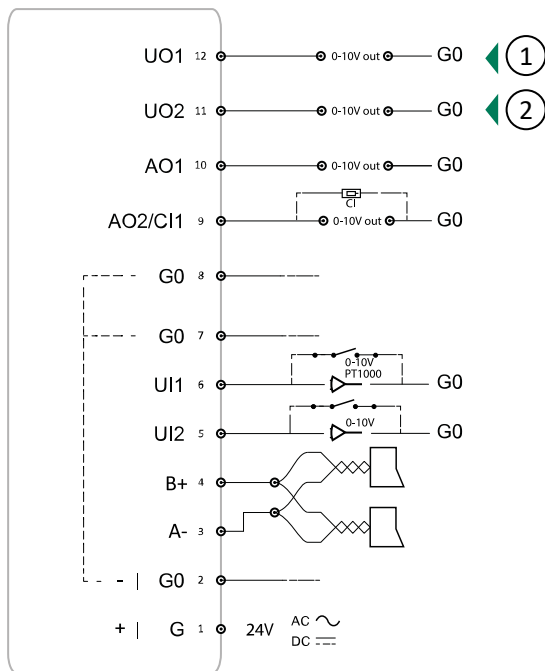 UO1 12 0-10V out G0 1
UO2 11 0-10V out G0 2
AO1 10 0-10V out G0
CI
AO2/CI1 9 0-10V out G0
G0 8
G0 7
0-10V
PT1000
UI1 6 G0
0-10V
UI2 5 G0
B+ 4
A- 3
- | G0 2
+ | G 1 24V AC
DC